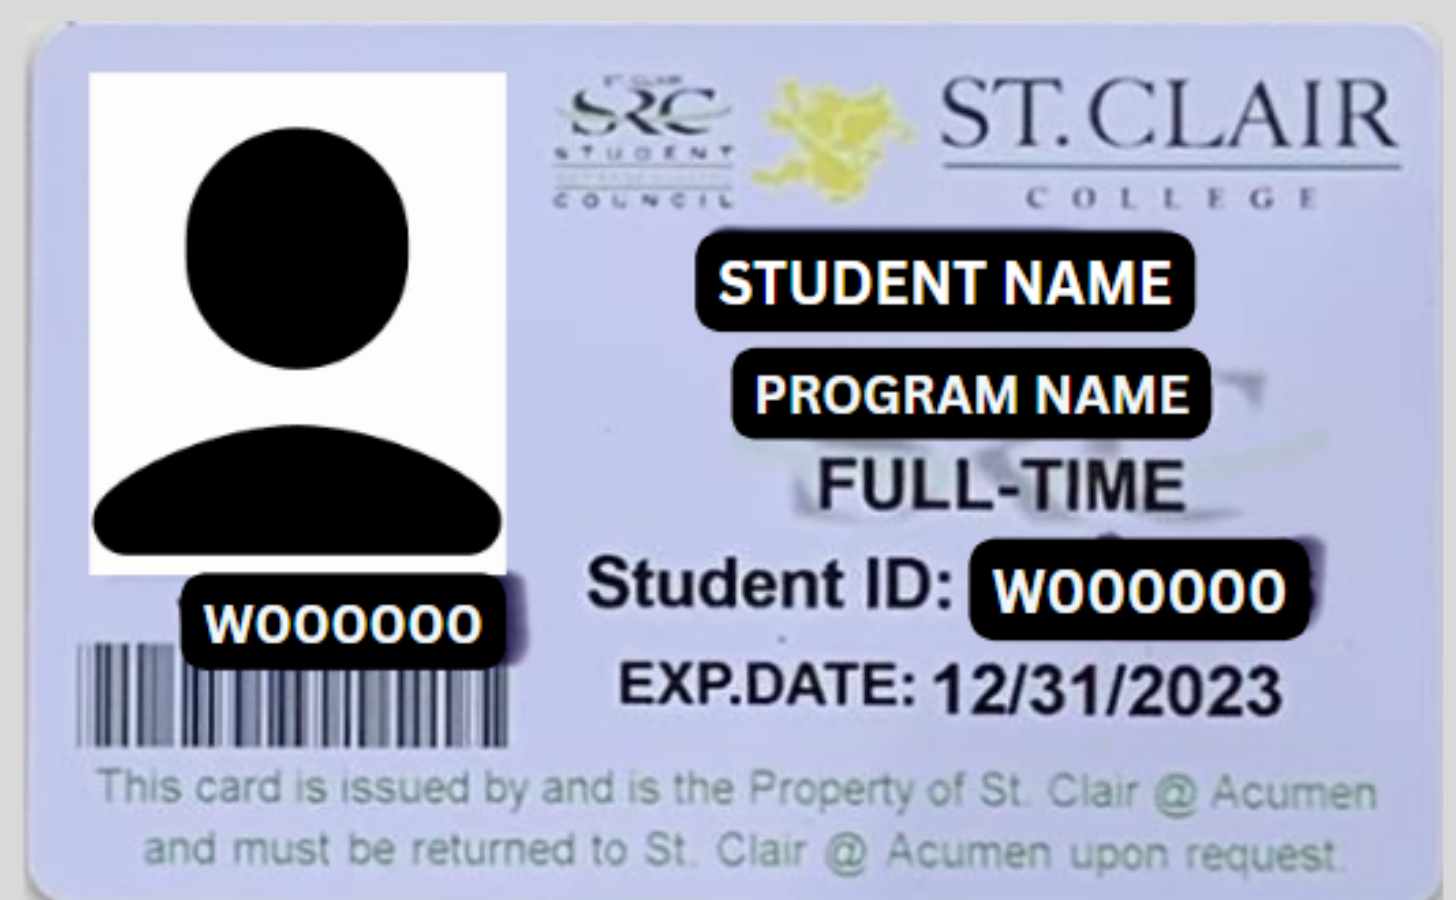 ST. CLAIR
SRC
STUDENT
COUNCIL
ST. CLAIR
COLLEGE
STUDENT NAME
PROGRAM NAME
FULL-TIME
Student ID: W000000
EXP.DATE: 12/31/2023
W000000
This card is issued by and is the Property of St. Clair @ Acumen
and must be returned to St. Clair @ Acumen upon request.